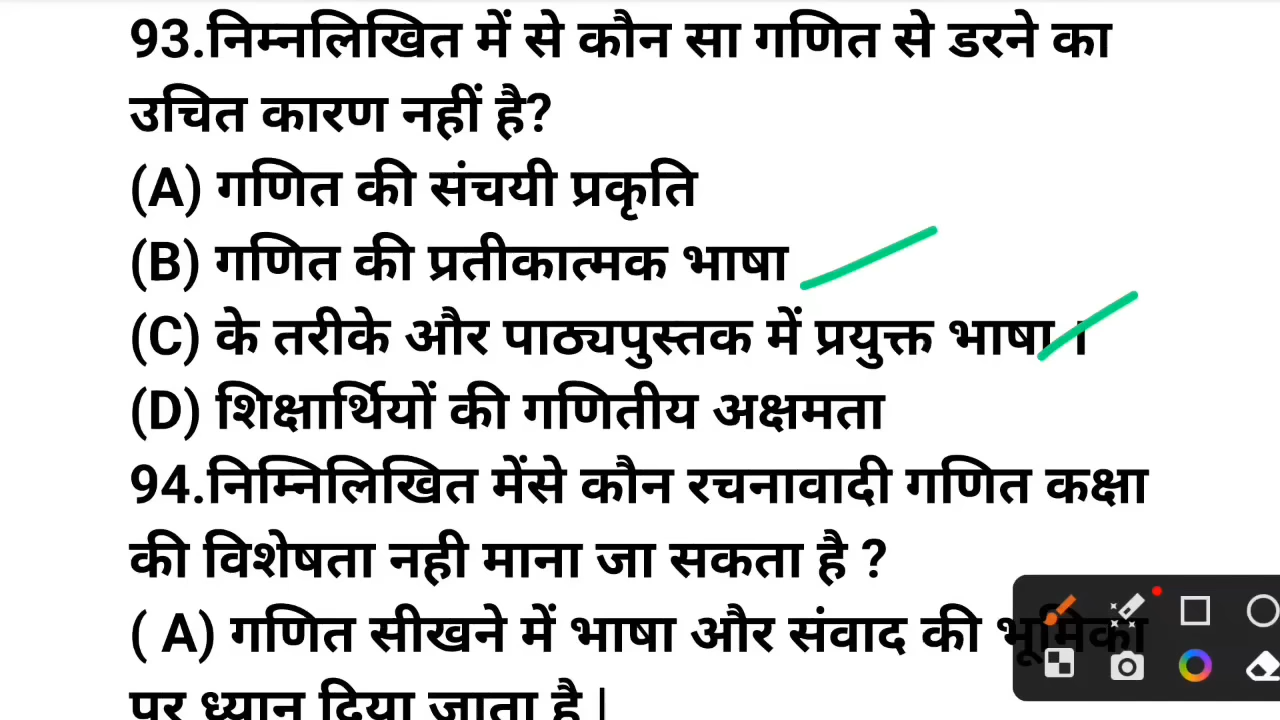 93.निम्नलिखित में से कौन सा गणित से डरने का
उचित कारण नहीं है?
(A) गणित की संचयी प्रकृति
(B) गणित की प्रतीकात्मक भाषा
(C) के तरीके और पाठ्यपुस्तक में प्रयुक्त भाषा ।
(D) शिक्षार्थियों की गणितीय अक्षमता
94.निम्निलिखित मेंसे कौन रचनावादी गणित कक्षा
की विशेषता नही माना जा सकता है ?
( A) गणित सीखने में भाषा और संवाद की भूमिका
पर ध्यान दिया जाता है |